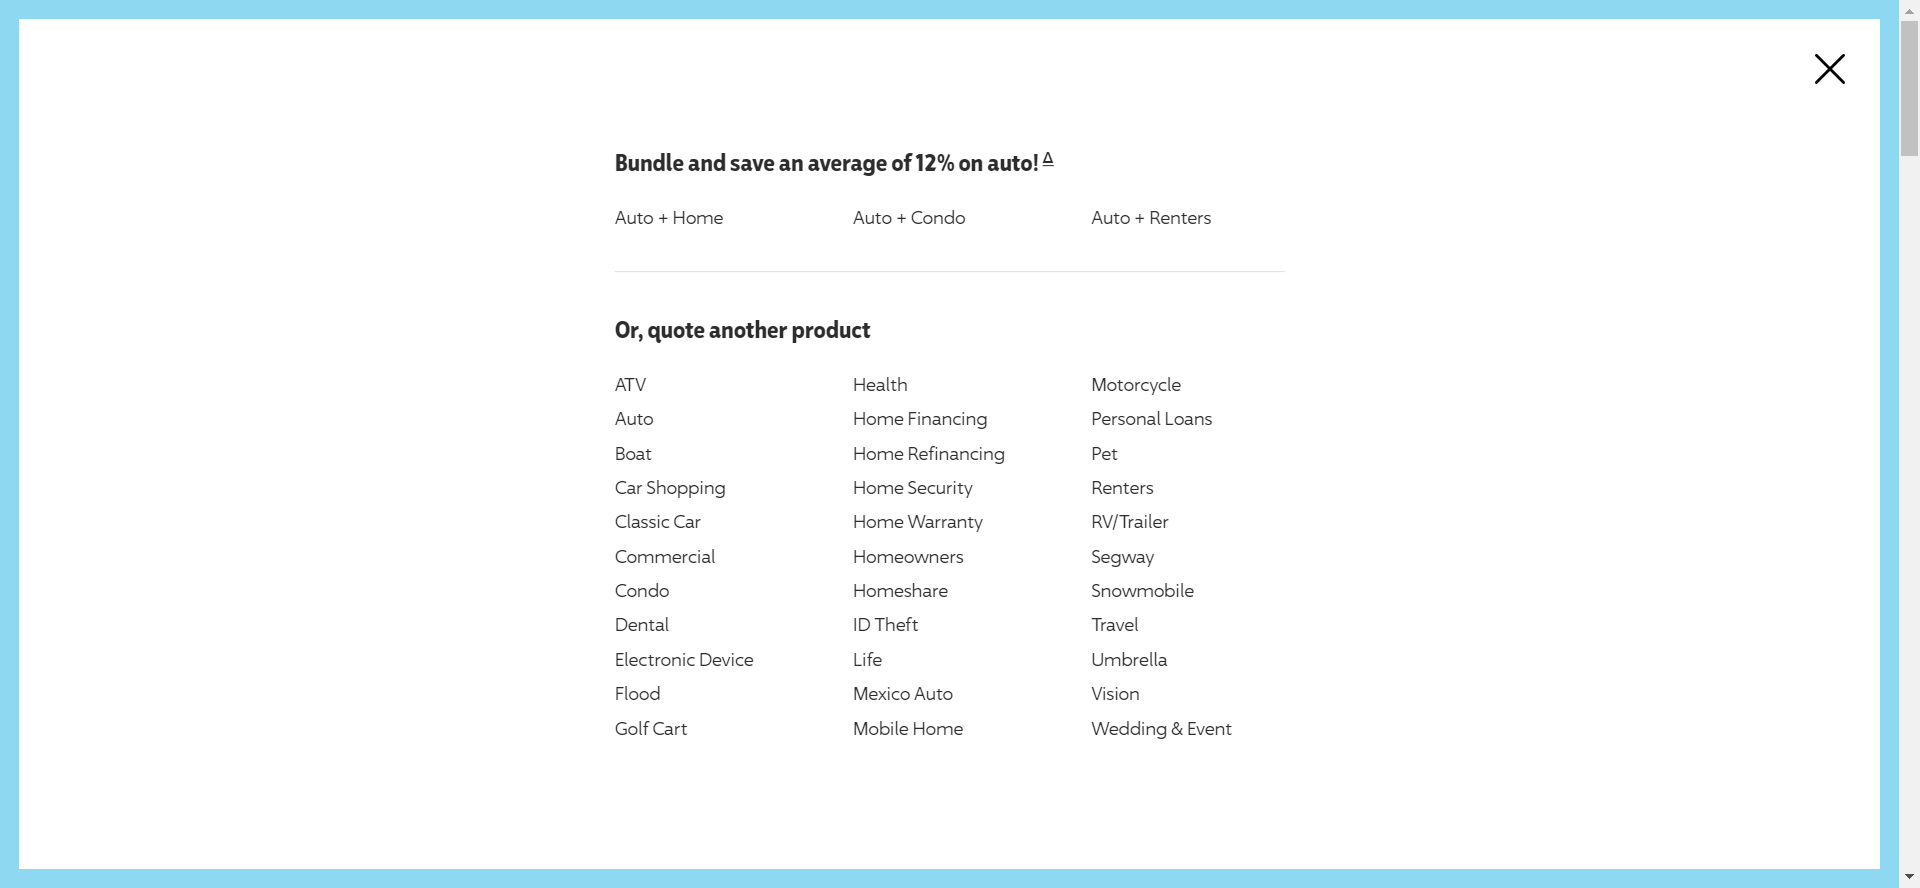 Bundle and save an average of 12% on auto! Δ
Auto + Home
Auto + Condo
Auto + Renters
Or, quote another product
ATV
Auto
Boat
Car Shopping
Classic Car
Commercial
Condo
Dental
Electronic Device
Flood
Golf Cart
Health
Home Financing
Home Refinancing
Home Security
Home Warranty
Homeowners
Homeshare
ID Theft
Life
Mexico Auto
Mobile Home
Motorcycle
Personal Loans
Pet
Renters
RV/Trailer
Segway
Snowmobile
Travel
Umbrella
Vision
Wedding & Event